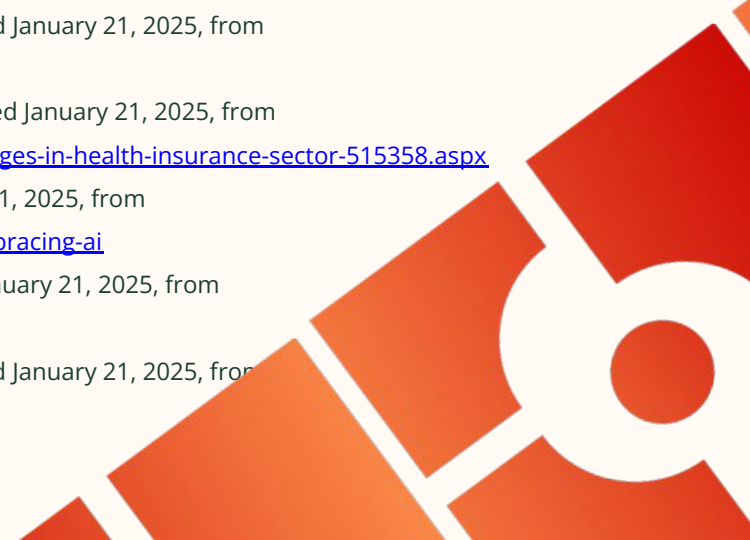 January 21, 2025, from
January 21, 2025, from
ges-in-health-insurance-sector-515358.aspx
1, 2025, from
bracing-ai
uary 21, 2025, from
January 21, 2025, from